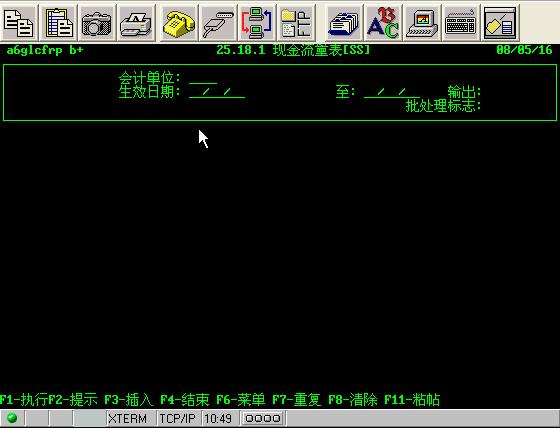 a6glcfrp b+ 25.18.1 现金流量表[SS] 08/05/16
会计单位:
生效日期: / / 至: / / 输出:
批处理标志:
F1-执行F2-提示 F3-插入 F4-结束 F6-菜单 F7-重复 F8-清除 F11-粘帖
XTERM TCP/IP 10:49